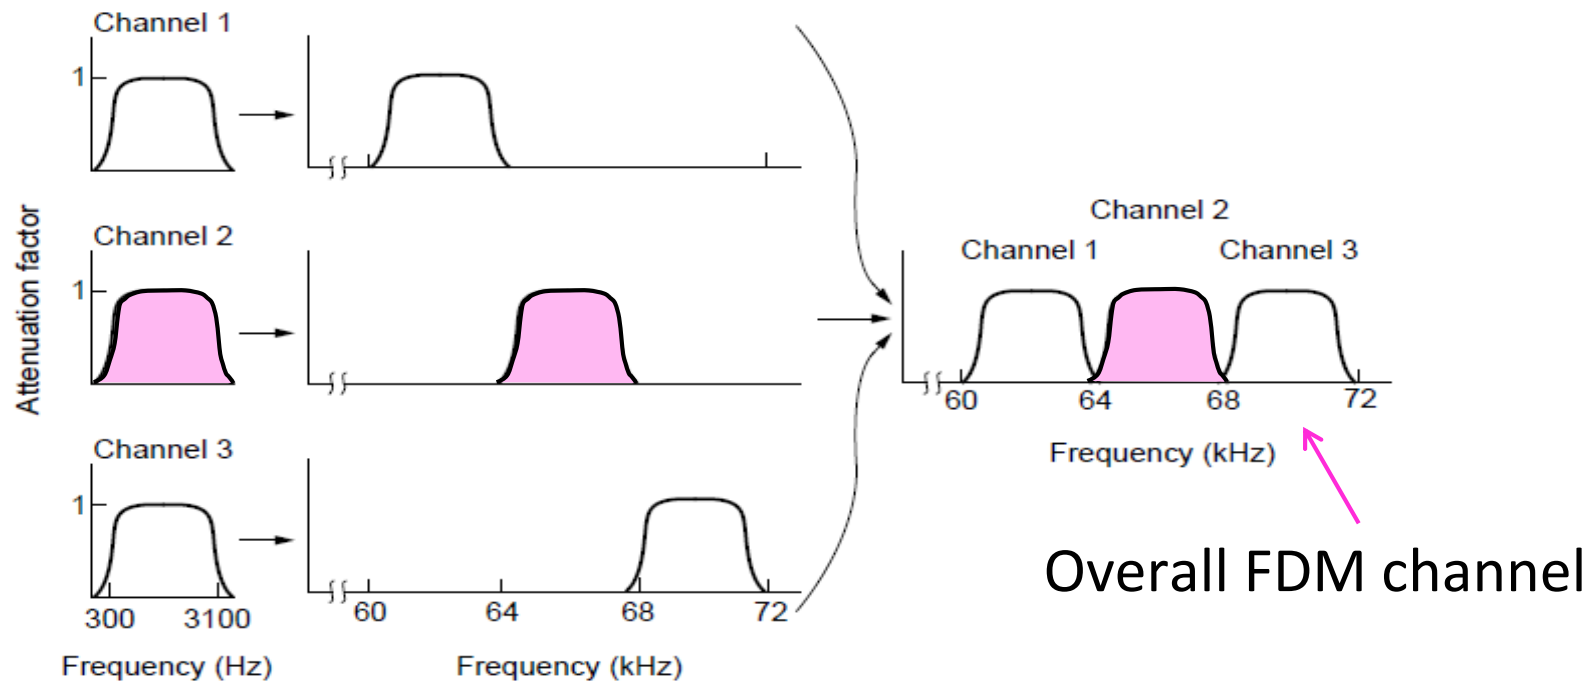 Channel 1
1
Attenuation factor
Channel 2
1
Channel 3
1
300 3100
Frequency (Hz)
60 64 68 72
Frequency (kHz)
Channel 2
Channel 1 Channel 3
60 64 68 72
Frequency (kHz)
Overall FDM channel